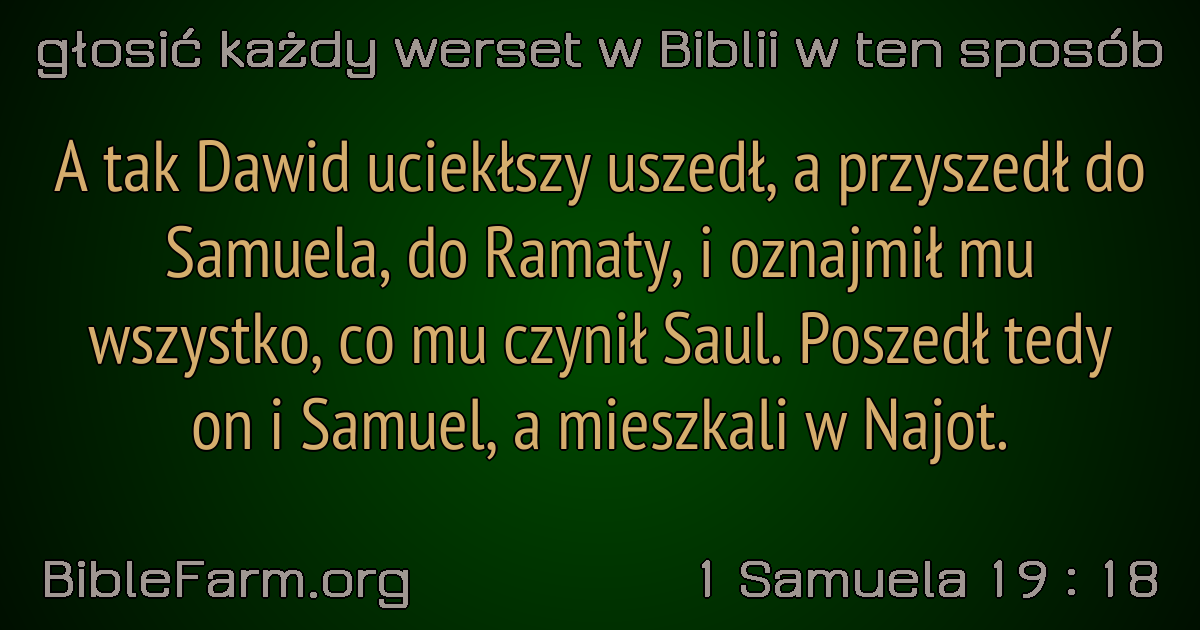 głosić każdy werset w Biblii w ten sposób
A tak Dawid uciekłszy uszedł, a przyszedł do
Samuela, do Ramaty, i oznajmił mu
wszystko, co mu czynił Saul. Poszedł tedy
on i Samuel, a mieszkali w Najot.
BibleFarm.org
1 Samuela 19 : 18